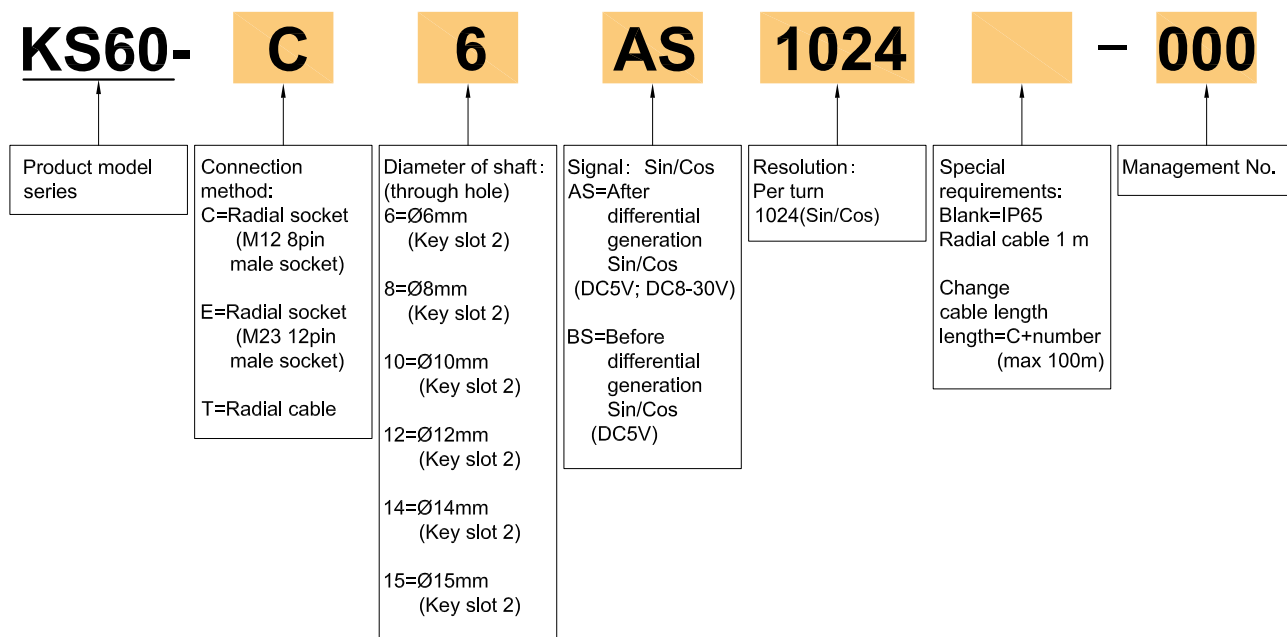 KS60- C 6 AS 1024 – 000
Product model
series
Connection
method:
C=Radial socket
(M12 8pin
male socket)
E=Radial socket
(M23 12pin
male socket)
T=Radial cable
Diameter of shaft:
(through hole)
6=Ø6mm
(Key slot 2)
8=Ø8mm
(Key slot 2)
10=Ø10mm
(Key slot 2)
12=Ø12mm
(Key slot 2)
14=Ø14mm
(Key slot 2)
15=Ø15mm
(Key slot 2)
Signal: Sin/Cos
AS=After
differential
generation
Sin/Cos
(DC5V; DC8-30V)
BS=Before
differential
generation
Sin/Cos
(DC5V)
Resolution:
Per turn
1024(Sin/Cos)
Special
requirements:
Blank=IP65
Radial cable 1 m
Change
cable length
length=C+number
(max 100m)
Management No.